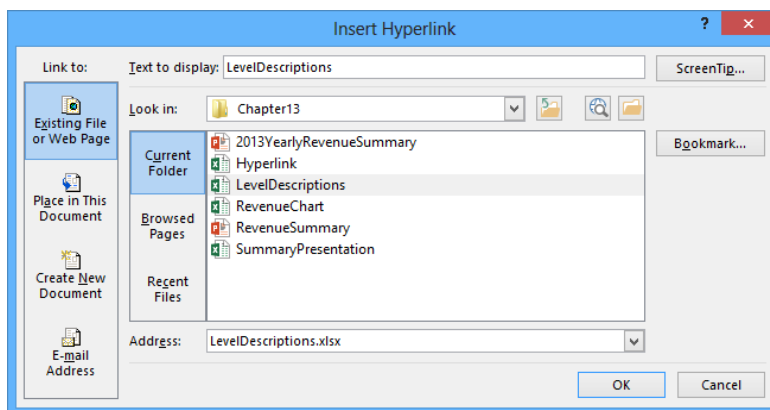 Insert Hyperlink
?
×
Link to:
Text to display: LevelDescriptions
ScreenTip...
Existing File
or Web Page
Look in: Chapter13
Current
Folder
2013YearlyRevenueSummary
Hyperlink
LevelDescriptions
RevenueChart
RevenueSummary
SummaryPresentation
Bookmark...
Place in This
Document
Browsed
Pages
Create New
Document
Recent
Files
E-mail
Address
Address: LevelDescriptions.xlsx
OK
Cancel